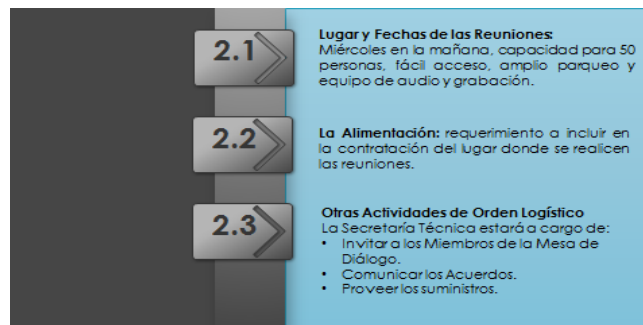 2.1
Lugar y Fechas de las Reuniones:
Miércoles en la mañana, capacidad para 50
personas, fácil acceso, amplio parqueo y
equipo de audio y grabación.
2.2
La Alimentación: requerimiento a incluir en
la contratación del lugar donde se realicen
las reuniones.
2.3
Otras Actividades de Orden Logístico
La Secretaría Técnica estará a cargo de:
• Invitar a los Miembros de la Mesa de
Diálogo.
• Comunicar los Acuerdos.
• Proveer los suministros.